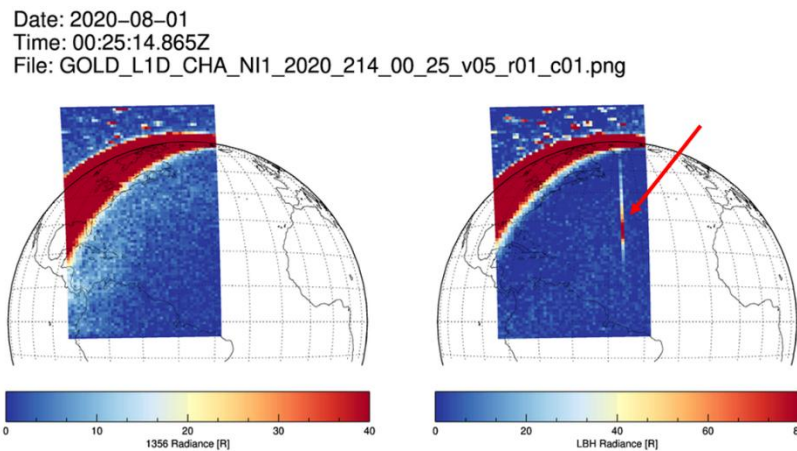 Date: 2020-08-01
Time: 00:25:14.865Z
File: GOLD_L1D_CHA_NI1_2020_214_00_25_v05_r01_c01.png
0 10 20 30 40
1356 Radiance [R]
0 20 40 60 8
LBH Radiance [R]